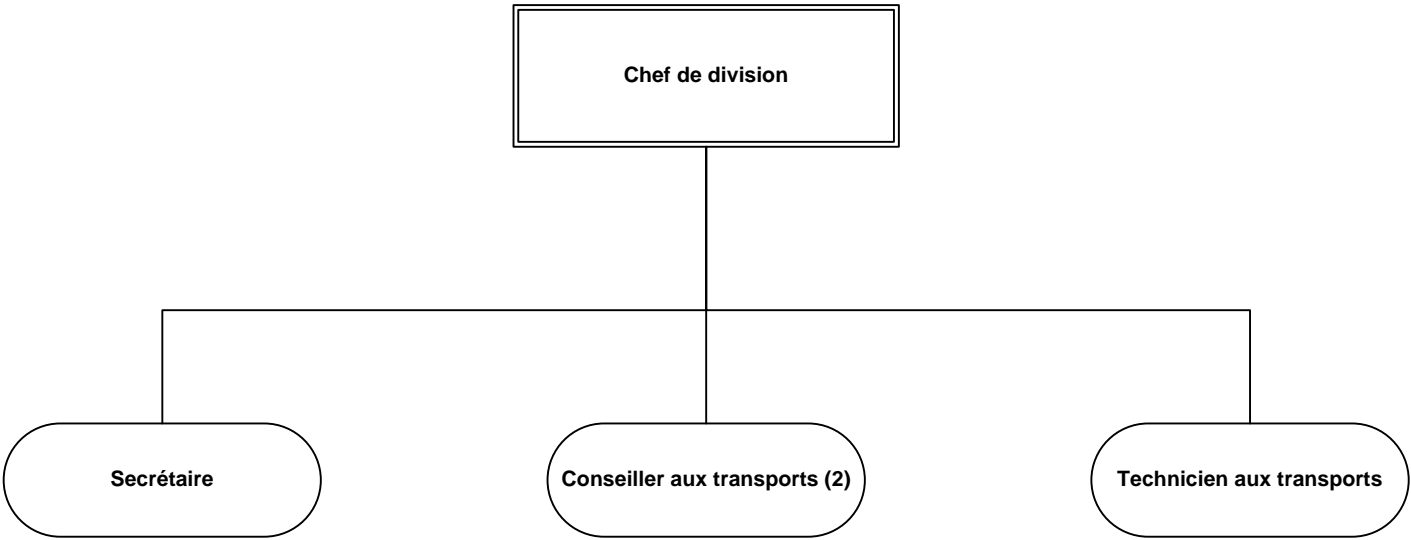 Chef de division
Secrétaire
Conseiller aux transports (2)
Technicien aux transports